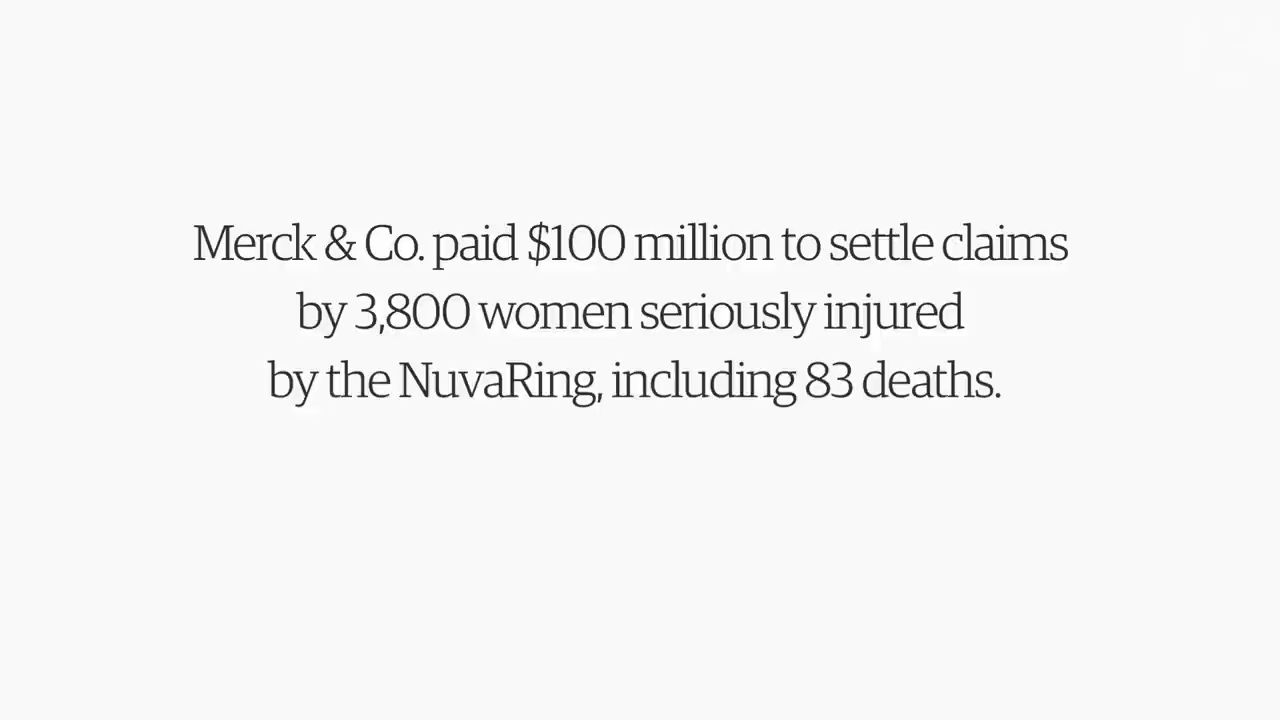 Merck & Co. paid $100 million to settle claims
by 3,800 women seriously injured
by the NuvaRing, including 83 deaths.